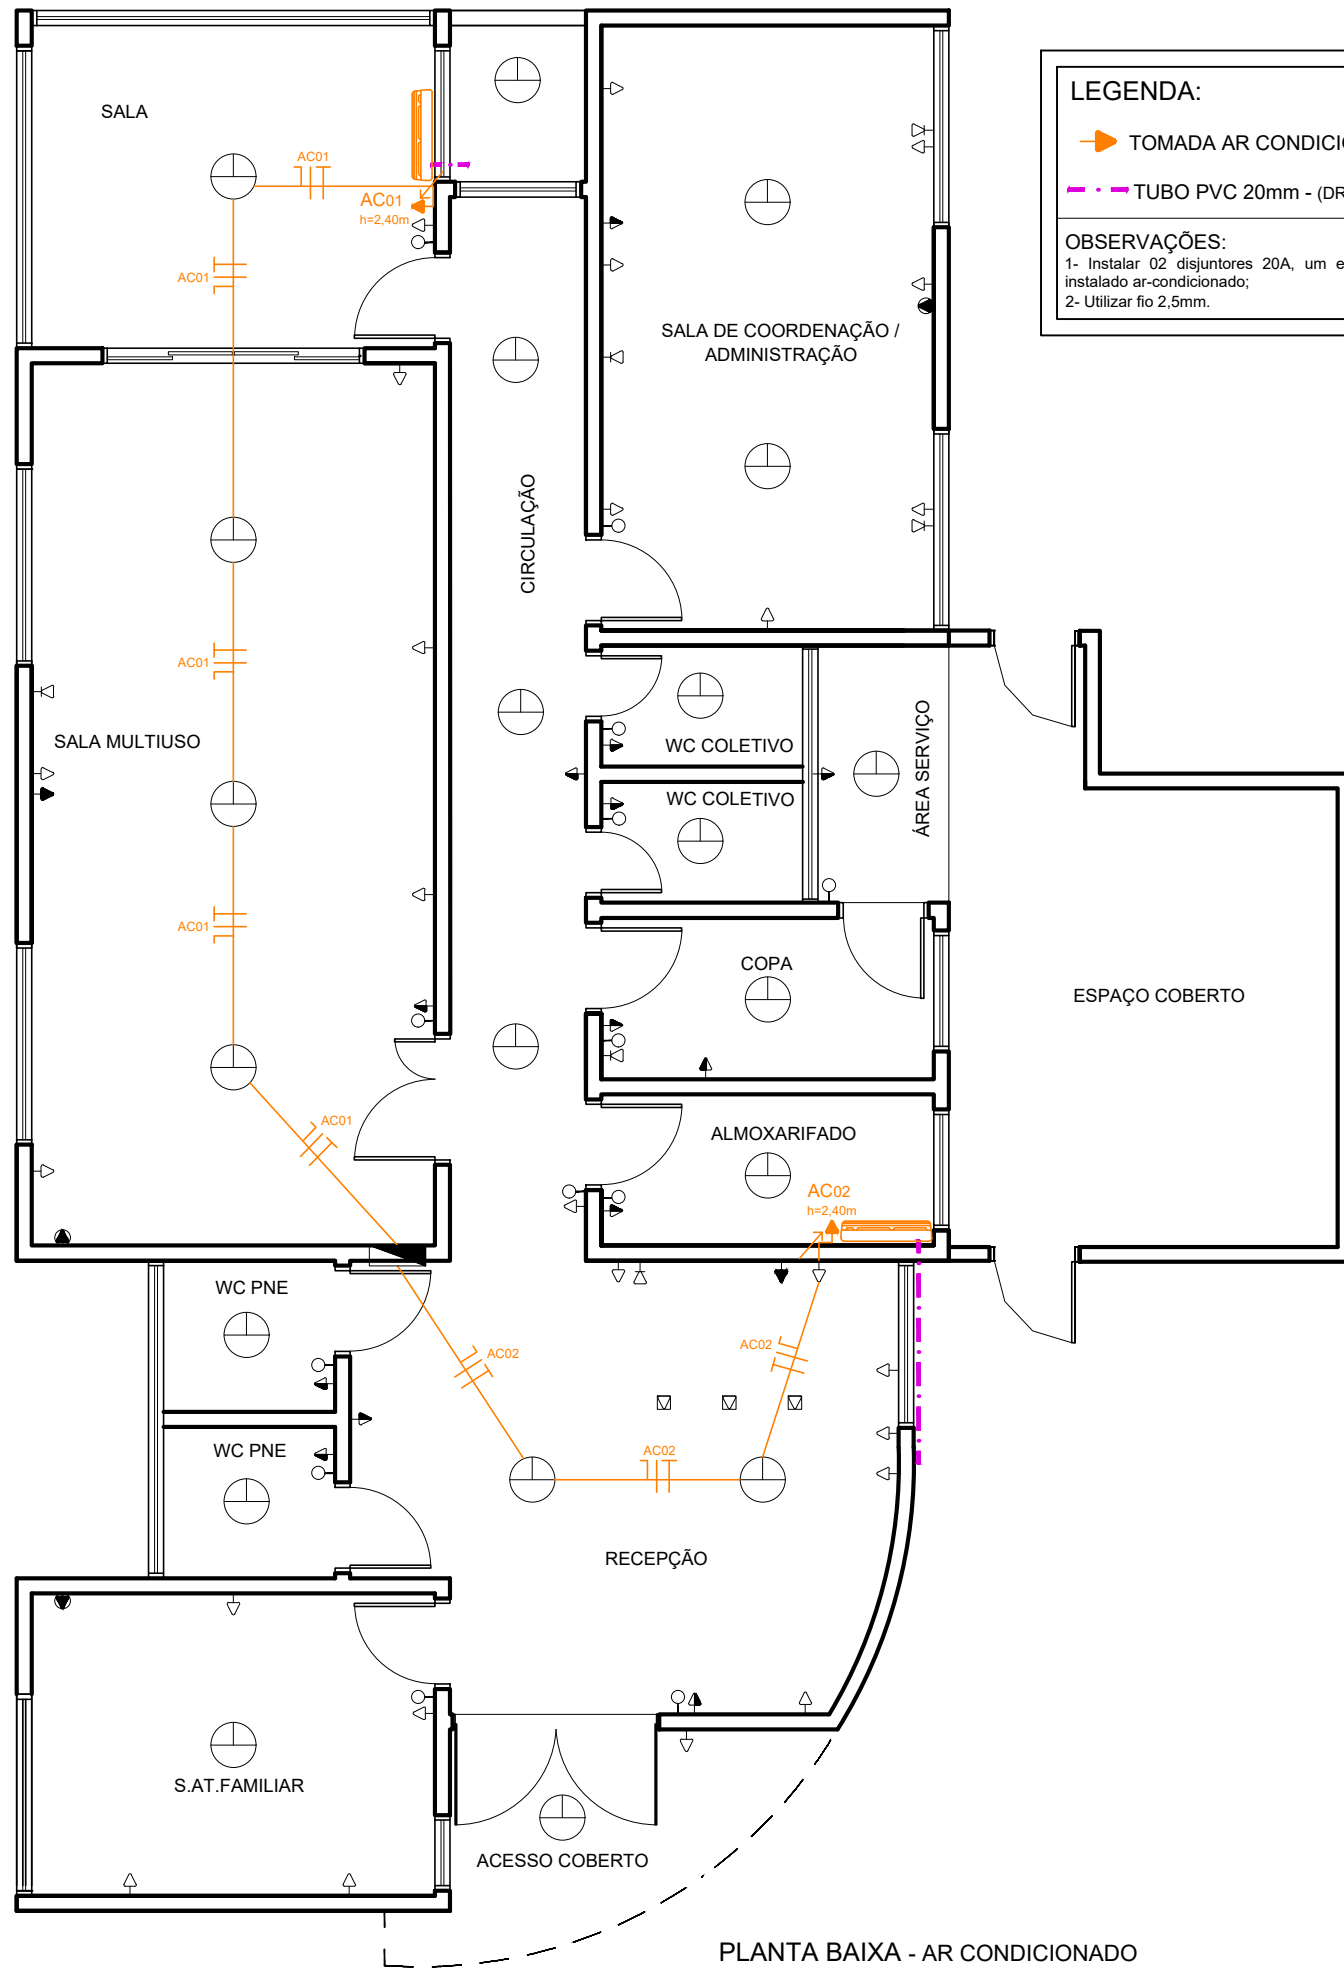 SALA
AC01
AC01
h=2,40m
AC01
LEGENDA:
TOMADA AR
TUBO PVC 20mm -
OBSERVAÇÕES:
1- Instalar 02 disjuntores 20A, um
instalado ar-condicionado;
2- Utilizar fio 2,5mm.
SALA DE COORDENAÇÃO /
ADMINISTRAÇÃO
CIRCULAÇÃO
AC01
SALA MULTIUSO
WC COLETIVO
WC COLETIVO
ÁREA SERVIÇO
AC01
COPA
ESPAÇO COBERTO
AC01
ALMOXARIFADO
AC02
h=2,40m
WC PNE
AC02
AC02
WC PNE
AC02
RECEPÇÃO
S.AT.FAMILIAR
ACESSO COBERTO
PLANTA BAIXA - AR CONDICIONADO